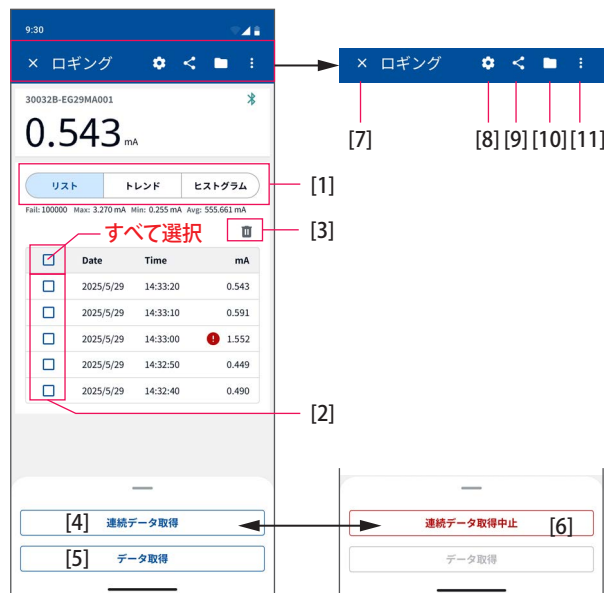 9:30
× ロギング
× ロギング
30032B-EG29MA001
0.543 mA
[7] [8] [9] [10] [11]
リスト トレンド ヒストグラム
[1]
Fail: 100000 Max: 3.270 mA Min: 0.255 mA Avg: 555.661 mA
すべて選択
[3]
Date Time mA
2025/5/29 14:33:20 0.543
2025/5/29 14:33:10 0.591
2025/5/29 14:33:00 ! 1.552
2025/5/29 14:32:50 0.449
2025/5/29 14:32:40 0.490
[2]
[4] 連続データ取得
連続データ取得中止 [6]
[5] データ取得
データ取得